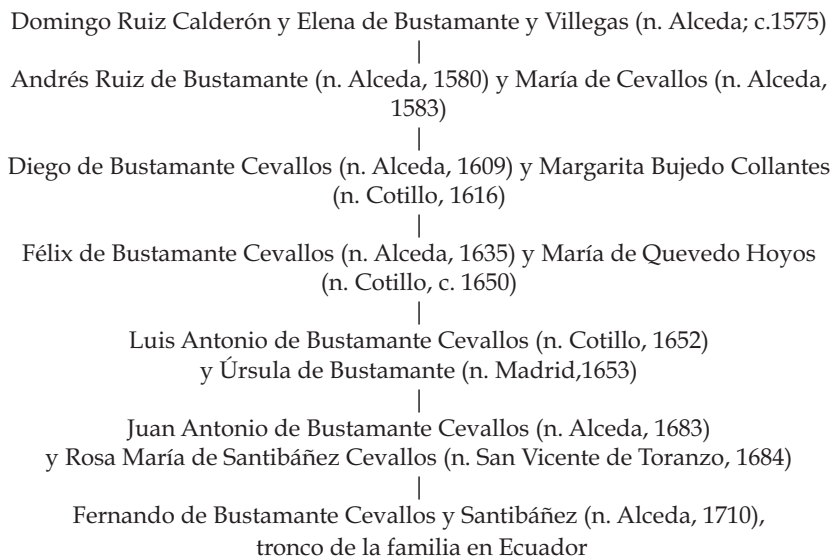 Domingo Ruiz Calderón y Elena de Bustamante y Villegas (n. Alceda; c.1575)
|
Andrés Ruiz de Bustamante (n. Alceda, 1580) y María de Cevallos (n. Alceda,
1583)
|
Diego de Bustamante Cevallos (n. Alceda, 1609) y Margarita Bujedo Collantes
(n. Cotillo, 1616)
|
Félix de Bustamante Cevallos (n. Alceda, 1635) y María de Quevedo Hoyos
(n. Cotillo, c. 1650)
|
Luis Antonio de Bustamante Cevallos (n. Cotillo, 1652)
y Úrsula de Bustamante (n. Madrid,1653)
|
Juan Antonio de Bustamante Cevallos (n. Alceda, 1683)
y Rosa María de Santibáñez Cevallos (n. San Vicente de Toranzo, 1684)
|
Fernando de Bustamante Cevallos y Santibáñez (n. Alceda, 1710),
tronco de la familia en Ecuador